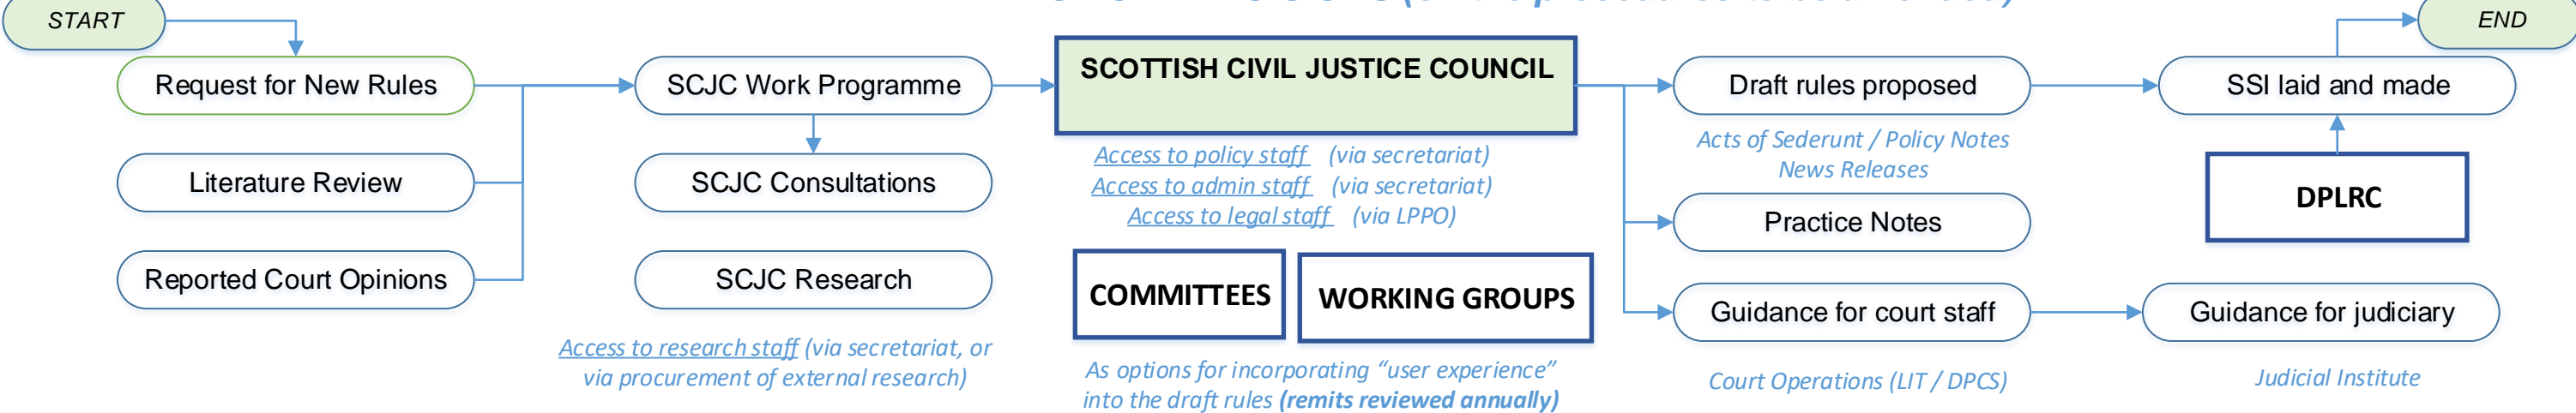 START
END
Request for New Rules
SCJC Work Programme
SCOTTISH CIVIL JUSTICE COUNCIL
Draft rules proposed
SSI laid and made
Literature Review
SCJC Consultations
Access to policy staff (via secretariat)
Access to admin staff (via secretariat)
Access to legal staff (via LPPO)
Acts of Sederunt / Policy Notes
News Releases
Practice Notes
DPLRC
Reported Court Opinions
SCJC Research
COMMITTEES
WORKING GROUPS
Guidance for court staff
Guidance for judiciary
Access to research staff (via secretariat, or
via procurement of external research)
As options for incorporating “user experience”
into the draft rules (remits reviewed annually)
Court Operations (LIT / DPCS)
Judicial Institute